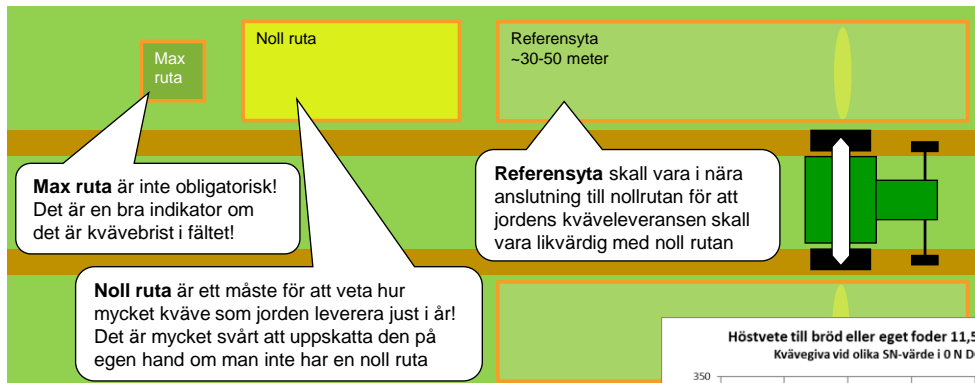 Max
ruta
Noll ruta
Referensyta
~30-50 meter
Max ruta är inte obligatorisk!
Det är en bra indikator om
det är kvävebrist i fältet!
Referensyta skall vara i nära
anslutning till nollrutan för att
jordens kväveleveransen skall
vara likvärdig med noll rutan
Noll ruta är ett måste för att veta hur
mycket kväve som jorden leverera just i år!
Det är mycket svårt att uppskatta den på
egen hand om man inte har en noll ruta
Höstvete till bröd eller eget foder 11,5
Kvävegiva vid olika SN-värde i 0 N D
350